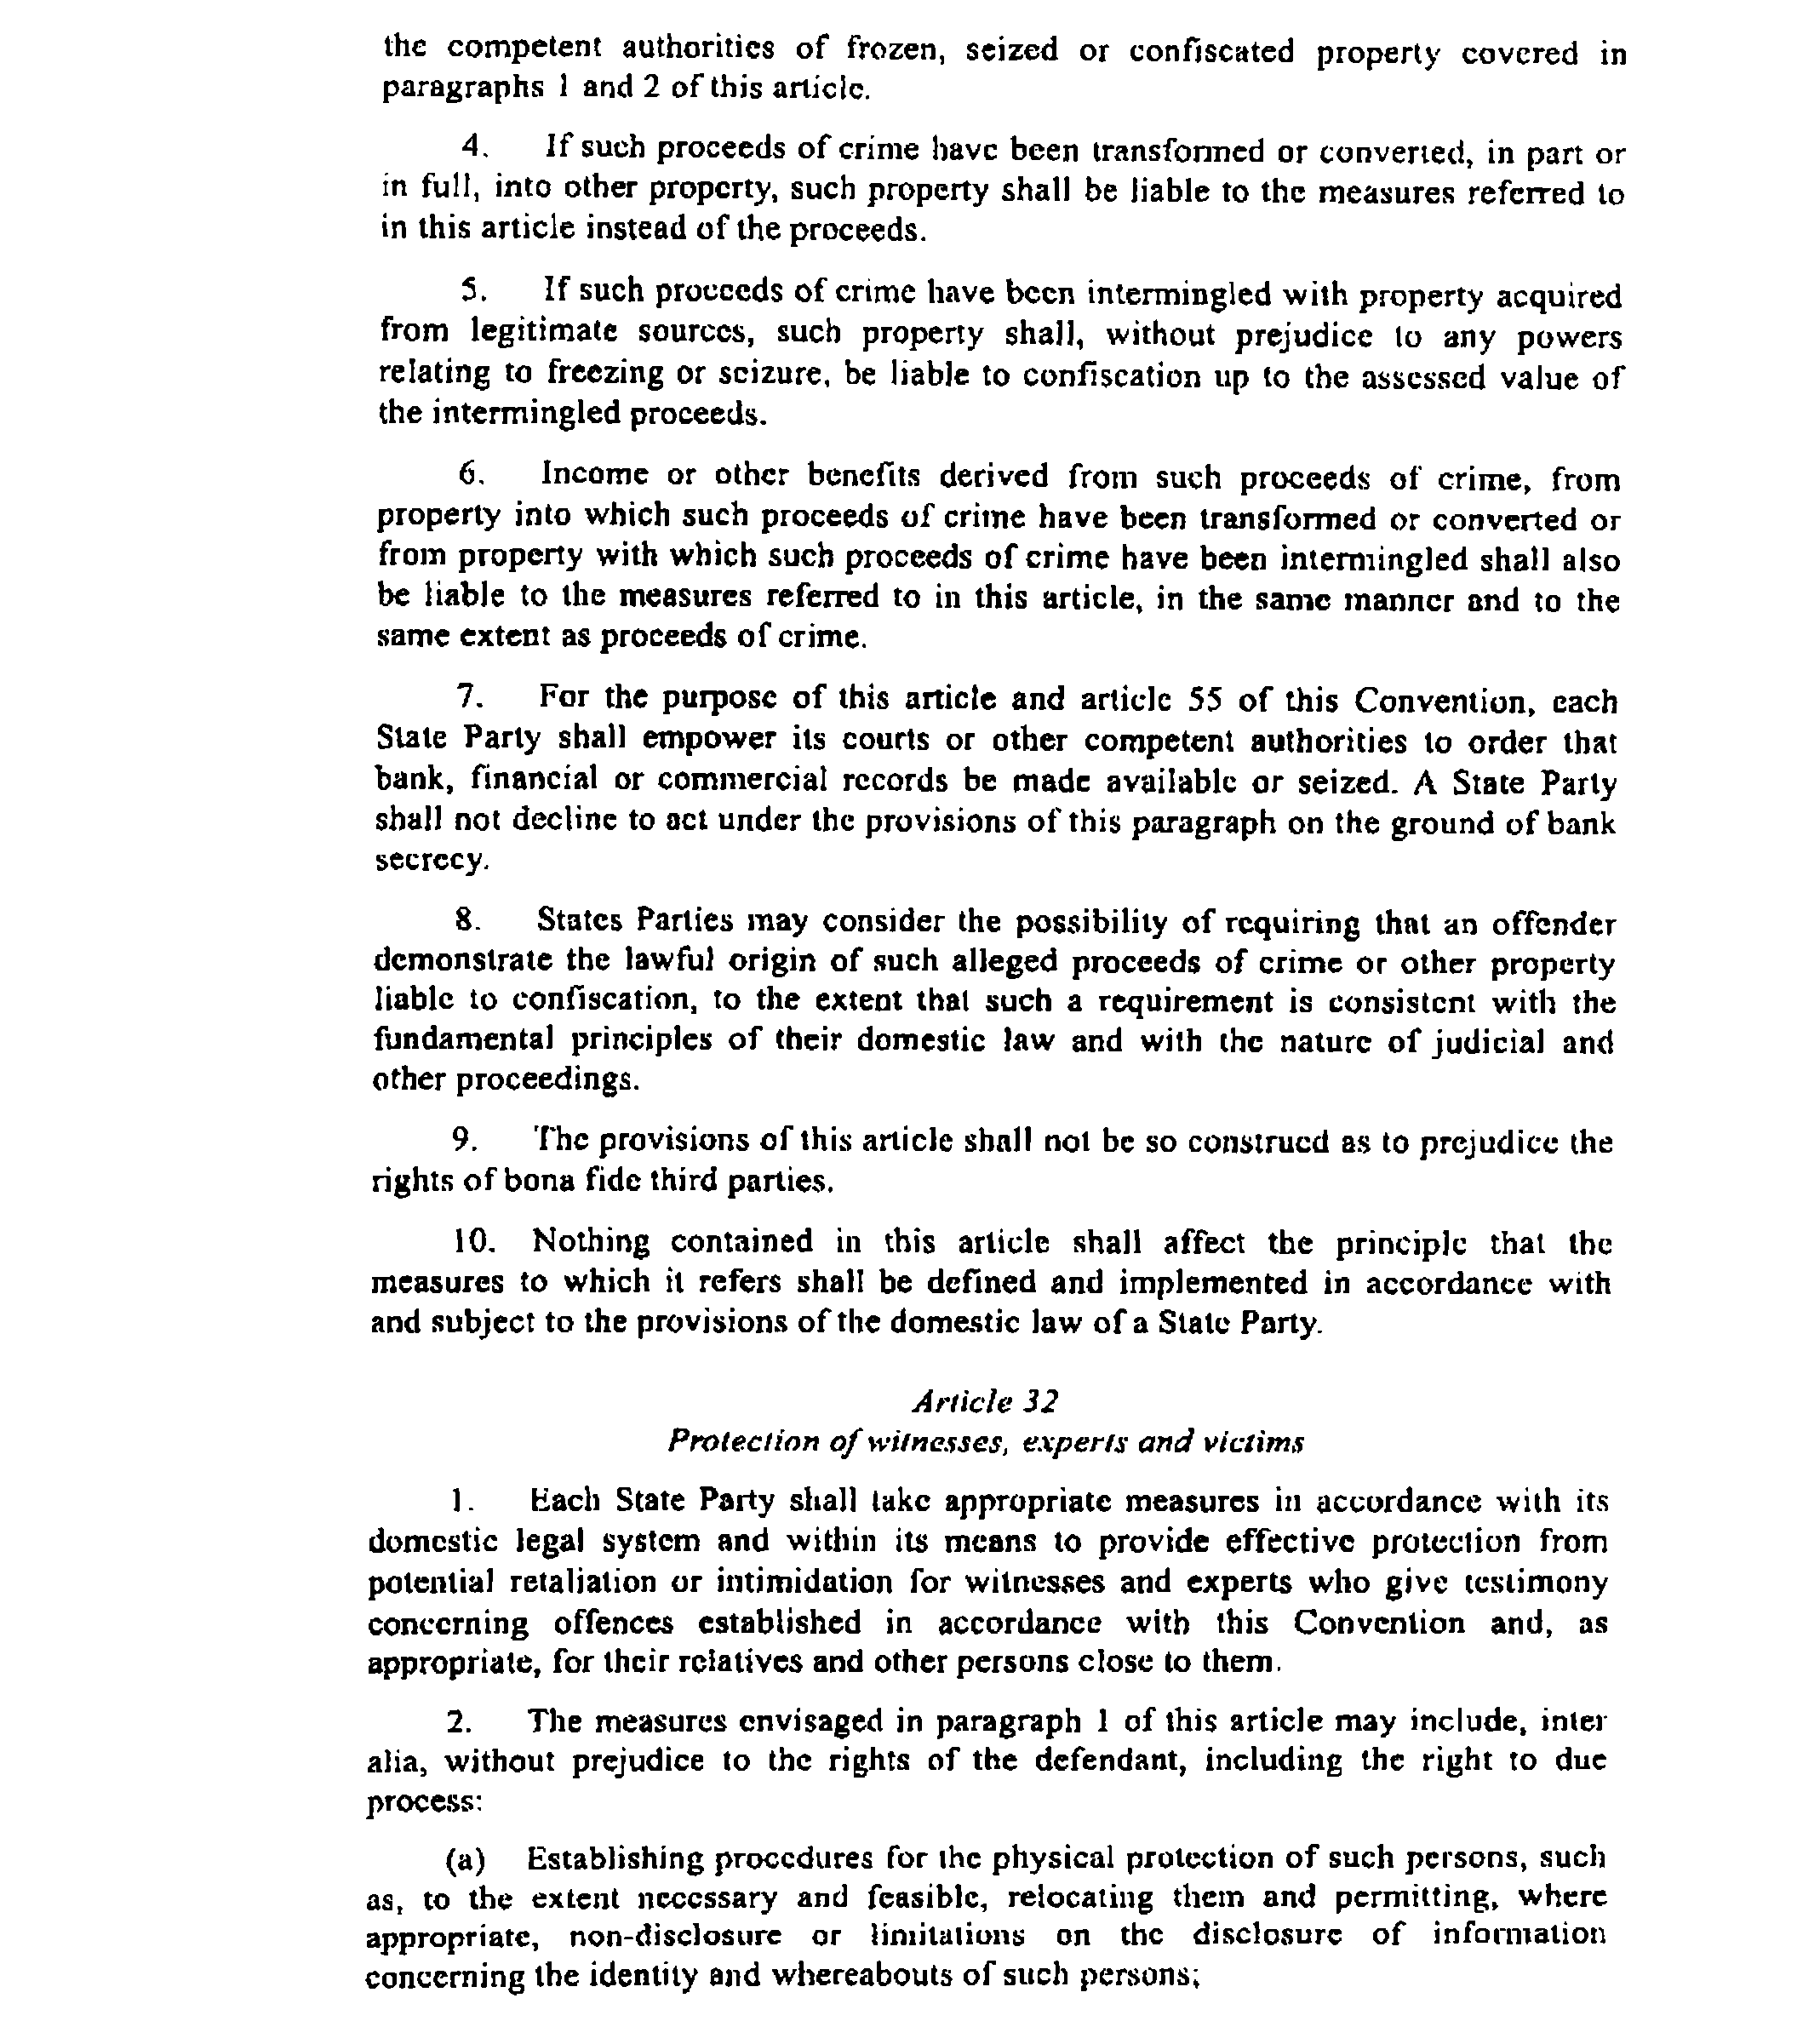 the competent authorities of frozen, seized or confiscated property covered in
paragraphs 1 and 2 of this article.
4. If such proceeds of crime have been transformed or converted, in part or
in full, into other property, such property shall be liable to the measures referred to
in this article instead of the proceeds.
5. If such proceeds of crime have been intermingled with property acquired
from legitimate sources, such property shall, without prejudice to any powers
relating to freezing or seizure, be liable to confiscation up to the assessed value of
the intermingled proceeds.
6. Income or other benefits derived from such proceeds of crime, from
property into which such proceeds of crime have been transformed or converted or
from property with which such proceeds of crime have been intermingled shall also
be liable to the measures referred to in this article, in the same manner and to the
same extent as proceeds of crime.
7. For the purpose of this article and article 55 of this Convention, each
State Party shall empower its courts or other competent authorities to order that
bank, financial or commercial records be made available or seized. A State Party
shall not decline to act under the provisions of this paragraph on the ground of bank
secrecy.
8. States Parties may consider the possibility of requiring that an offender
demonstrate the lawful origin of such alleged proceeds of crime or other property
liable to confiscation, to the extent that such a requirement is consistent with the
fundamental principles of their domestic law and with the nature of judicial and
other proceedings.
9. The provisions of this article shall not be so construed as to prejudice the
rights of bona fide third parties.
10. Nothing contained in this article shall affect the principle that the
measures to which it refers shall be defined and implemented in accordance with
and subject to the provisions of the domestic law of a State Party.
Article 32
Protection of witnesses, experts and victims
1. Each State Party shall take appropriate measures in accordance with its
domestic legal system and within its means to provide effective protection from
potential retaliation or intimidation for witnesses and experts who give testimony
concerning offences established in accordance with this Convention and, as
appropriate, for their relatives and other persons close to them.
2. The measures envisaged in paragraph 1 of this article may include, inter
alia, without prejudice to the rights of the defendant, including the right to due
process:
(a) Establishing procedures for the physical protection of such persons, such
as, to the extent necessary and feasible, relocating them and permitting, where
appropriate, non-disclosure or limitations on the disclosure of information
concerning the identity and whereabouts of such persons;